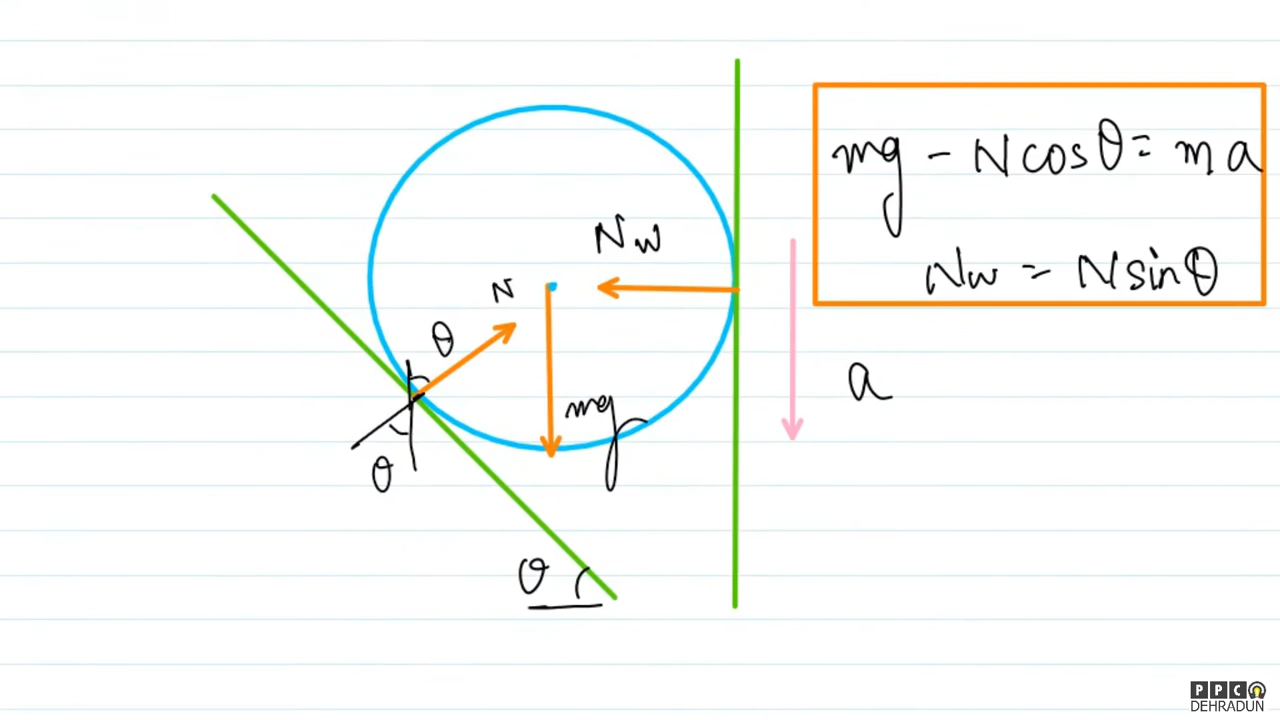 mg - N cos θ = ma
Nw = N sin θ
Nw
N
θ
mg
a
θ
θ
PPC
DEHRADUN